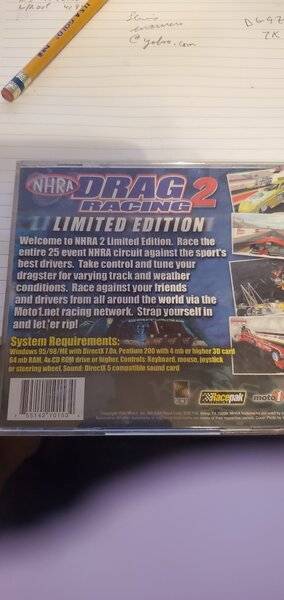 @yahoo.com
NHRA DRAG RACING 2
LIMITED EDITION
Welcome to NHRA 2 Limited Edition. Race the
entire 25 event NHRA circuit against the sport's
best drivers. Take control and tune your
dragster for varying track and weather
conditions. Race against your friends
and drivers from all around the world via the
Moto1.net racing network. Strap yourself in
and let'er rip!
System Requirements:
Windows 95/98/ME with DirectX 7.0a, Pentium 200 with 4 mb or higher 3D card
64 mb RAM, 4x CD ROM drive or higher. Controls: Keyboard, mouse, joystick
or steering wheel. Sound: DirectX 5 compatible sound card
Racepak
moto1